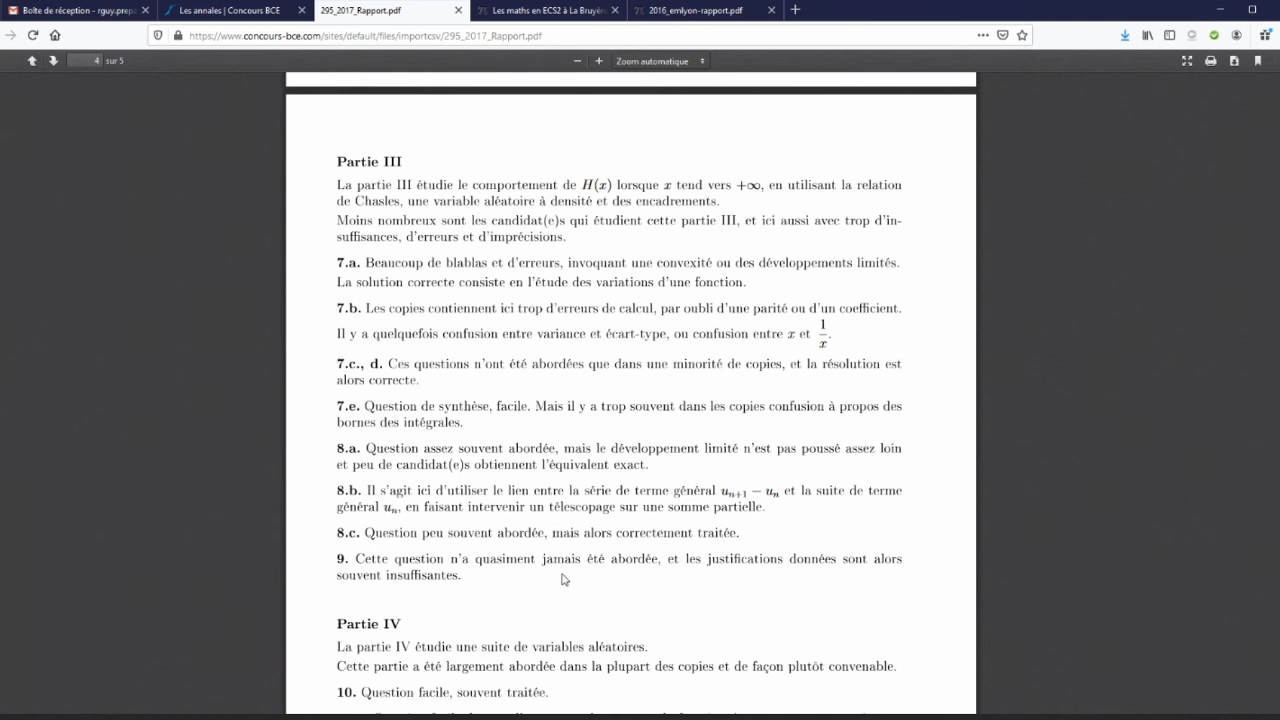 Boîte de réception - rguy.prepa
Les annales | Concours BCE
295_2017_Rapport.pdf
Les maths en ECS2 à La Bruyère
2016_emlyon-rapport.pdf
https://www.concours-bce.com/sites/default/files/importcsv/295_2017_Rapport.pdf
4 sur 5
Zoom automatique
Partie III
La partie III étudie le comportement de H(x) lorsque x tend vers +∞, en utilisant la relation
de Chasles, une variable aléatoire à densité et des encadrements.
Moins nombreux sont les candidat(e)s qui étudient cette partie III, et ici aussi avec trop d'in-
suffisances, d'erreurs et d'imprécisions.
7.a. Beaucoup de blablas et d'erreurs, invoquant une convexité ou des développements limités.
La solution correcte consiste en l'étude des variations d'une fonction.
7.b. Les copies contiennent ici trop d'erreurs de calcul, par oubli d'une parité ou d'un coefficient.
Il y a quelquefois confusion entre variance et écart-type, ou confusion entre x et 1/x.
7.c., d. Ces questions n'ont été abordées que dans une minorité de copies, et la résolution est
alors correcte.
7.e. Question de synthèse, facile. Mais il y a trop souvent dans les copies confusion à propos des
bornes des intégrales.
8.a. Question assez souvent abordée, mais le développement limité n'est pas poussé assez loin
et peu de candidat(e)s obtiennent l'équivalent exact.
8.b. Il s'agit ici d'utiliser le lien entre la série de terme général uₙ₊₁ − uₙ et la suite de terme
général uₙ, en faisant intervenir un télescopage sur une somme partielle.
8.c. Question peu souvent abordée, mais alors correctement traitée.
9. Cette question n'a quasiment jamais été abordée, et les justifications données sont alors
souvent insuffisantes.
Partie IV
La partie IV étudie une suite de variables aléatoires.
Cette partie a été largement abordée dans la plupart des copies et de façon plutôt convenable.
10. Question facile, souvent traitée.